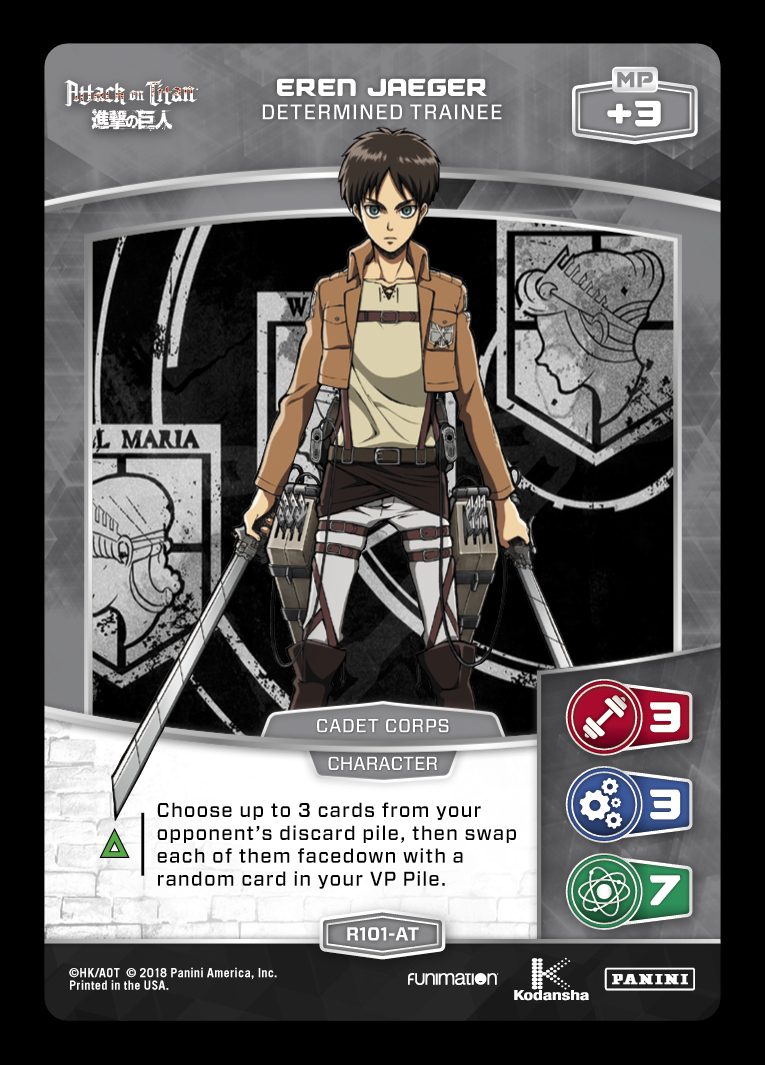 Attack on Titan
進撃の巨人
EREN JAEGER
DETERMINED TRAINEE
MP
+3
W
L MARIA
CADET CORPS
CHARACTER
3
3
7
Choose up to 3 cards from your
opponent's discard pile, then swap
each of them facedown with a
random card in your VP Pile.
R101-AT
©HK/AOT © 2018 Panini America, Inc.
Printed in the USA.
FUNIMATION
K
Kodansha
PANINI